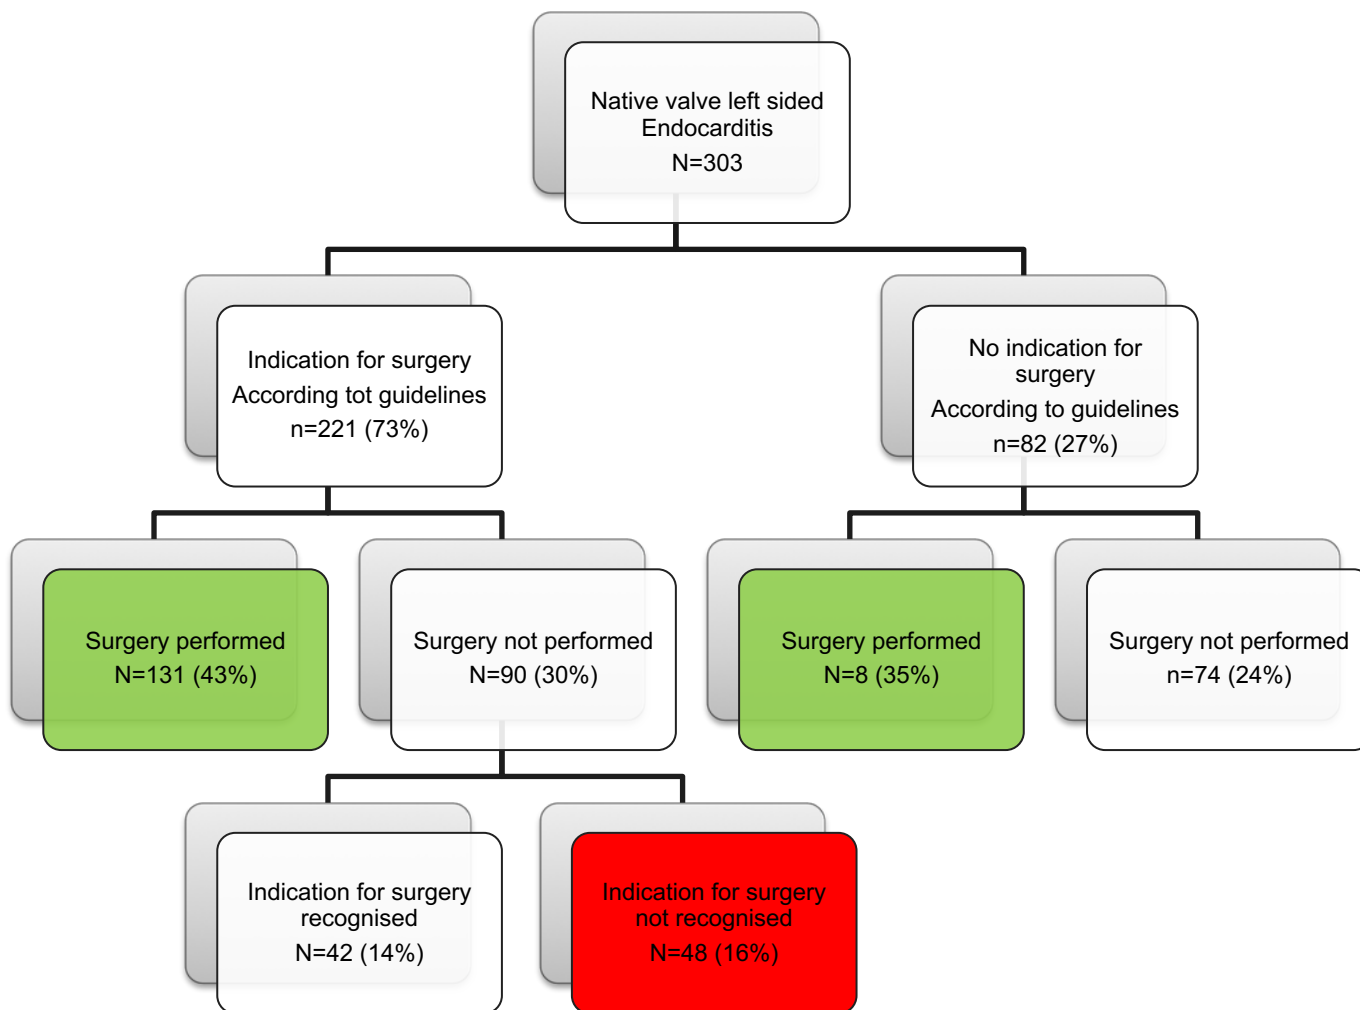 Native valve left sided
Endocarditis
N=303
Indication for surgery
According tot guidelines
n=221 (73%)
No indication for
surgery
According to guidelines
n=82 (27%)
Surgery performed
N=131 (43%)
Surgery not performed
N=90 (30%)
Surgery performed
N=8 (35%)
Surgery not performed
n=74 (24%)
Indication for surgery
recognised
N=42 (14%)
Indication for surgery
not recognised
N=48 (16%)